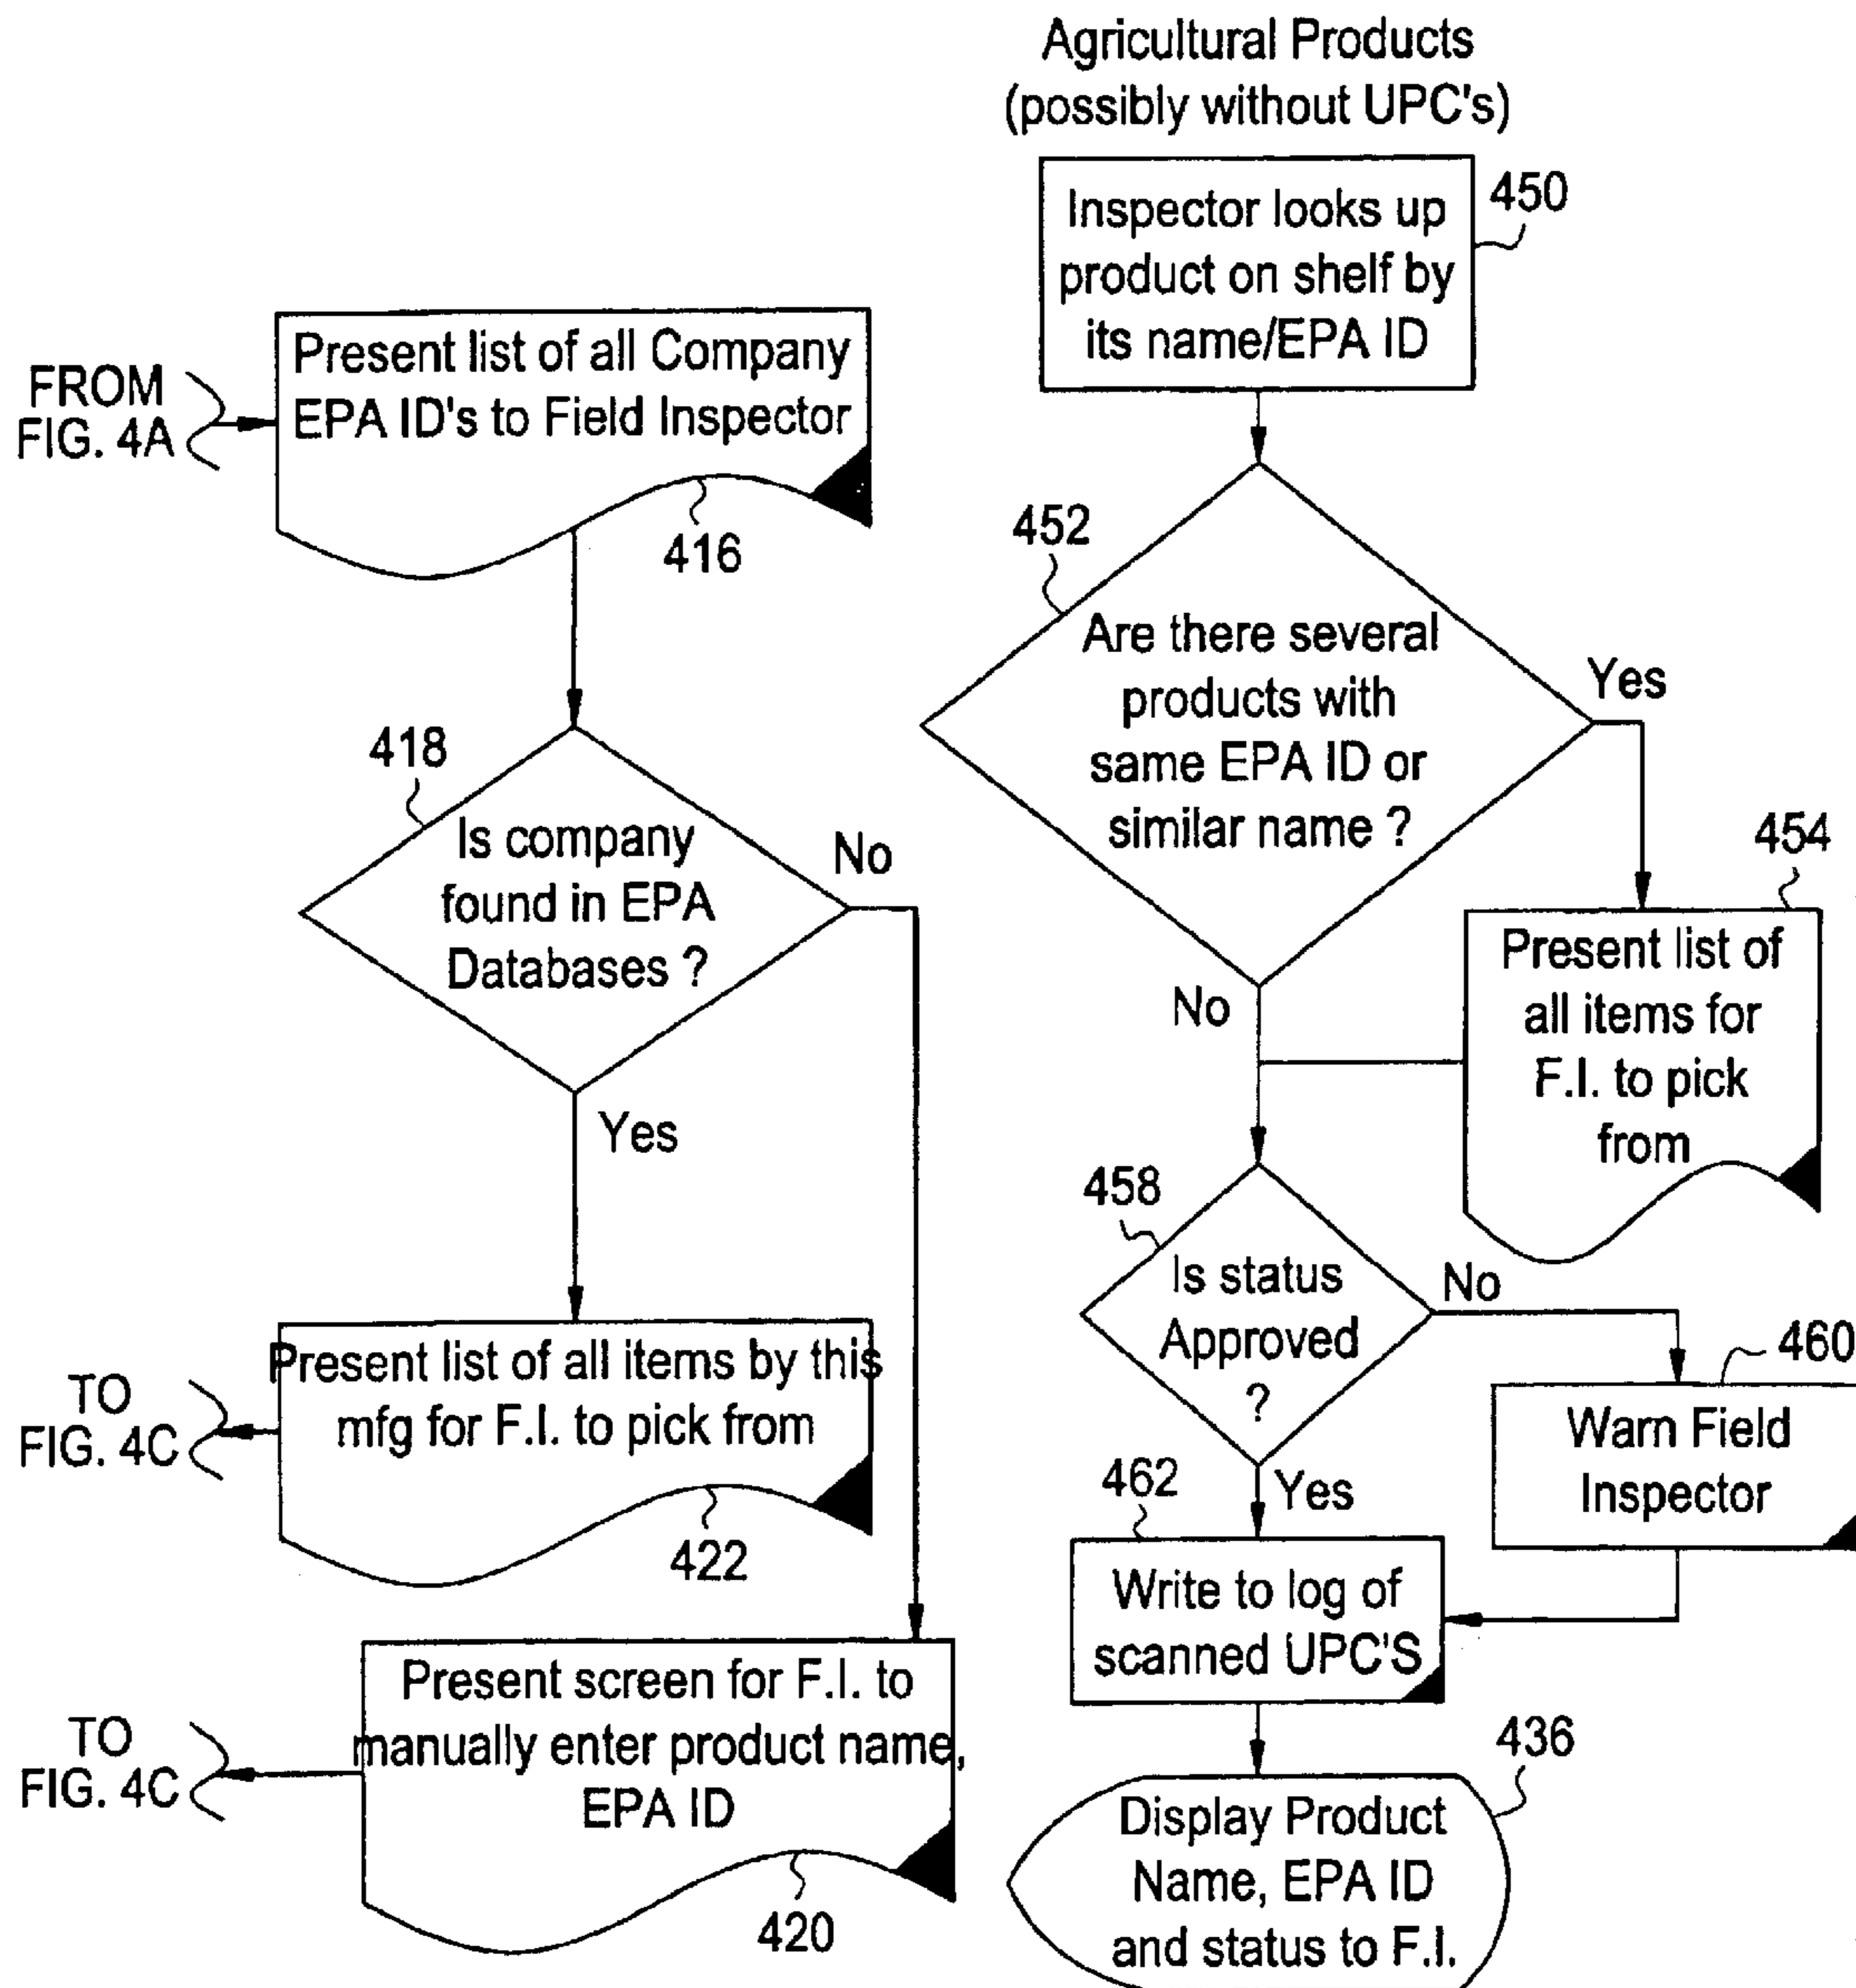 FROM
FIG. 4A
Present list of all Company
EPA ID's to Field Inspector
416
418
Is company
found in EPA
Databases ?
No
Yes
Present list of all items by this
mfg for F.I. to pick from
TO
FIG. 4C
422
Present screen for F.I. to
manually enter product name,
EPA ID
TO
FIG. 4C
420
Agricultural Products
(possibly without UPC's)
Inspector looks up
product on shelf by
its name/EPA ID
450
452
Are there several
products with
same EPA ID or
similar name ?
Yes
No
454
Present list of
all items for
F.I. to pick
from
458
Is status
Approved
?
No
Yes
460
Warn Field
Inspector
462
Write to log of
scanned UPC'S
436
Display Product
Name, EPA ID
and status to F.I.